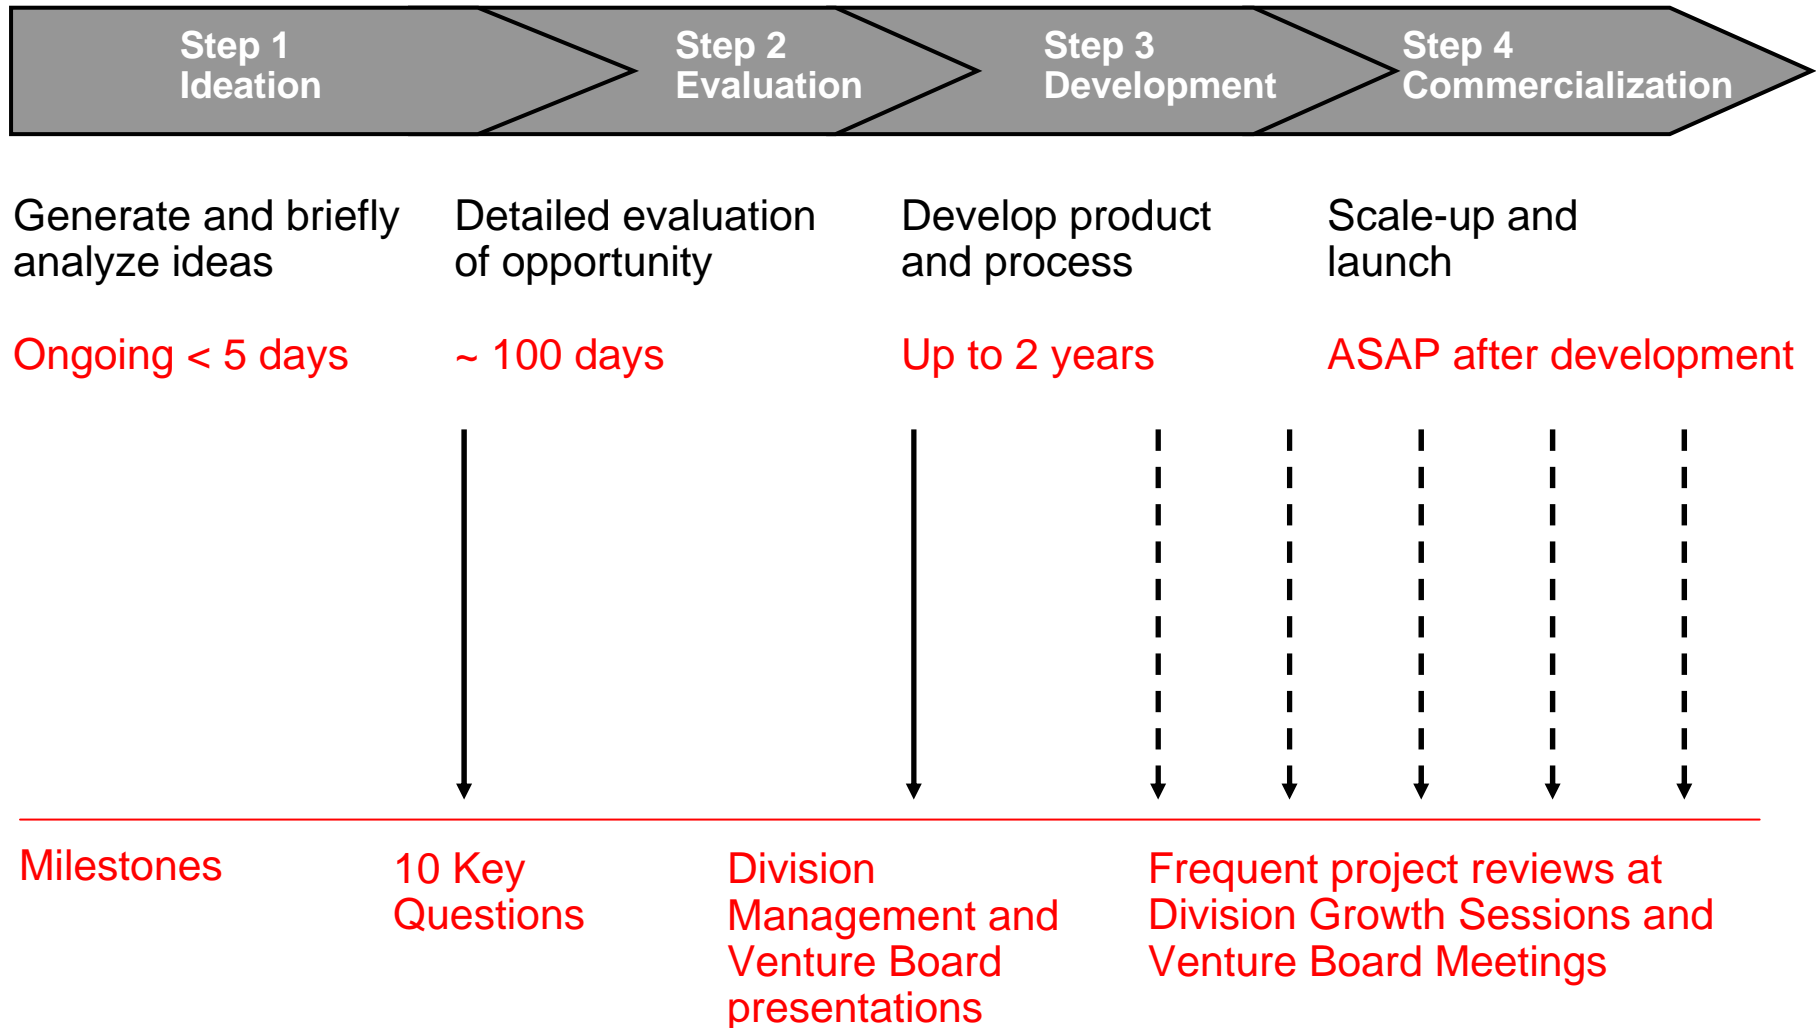 Step 1
Ideation
Step 2
Evaluation
Step 3
Development
Step 4
Commercialization
Generate and briefly
analyze ideas
Detailed evaluation
of opportunity
Develop product
and process
Scale-up and
launch
Ongoing < 5 days
~ 100 days
Up to 2 years
ASAP after development
Milestones
10 Key
Questions
Division
Management and
Venture Board
presentations
Frequent project reviews at
Division Growth Sessions and
Venture Board Meetings